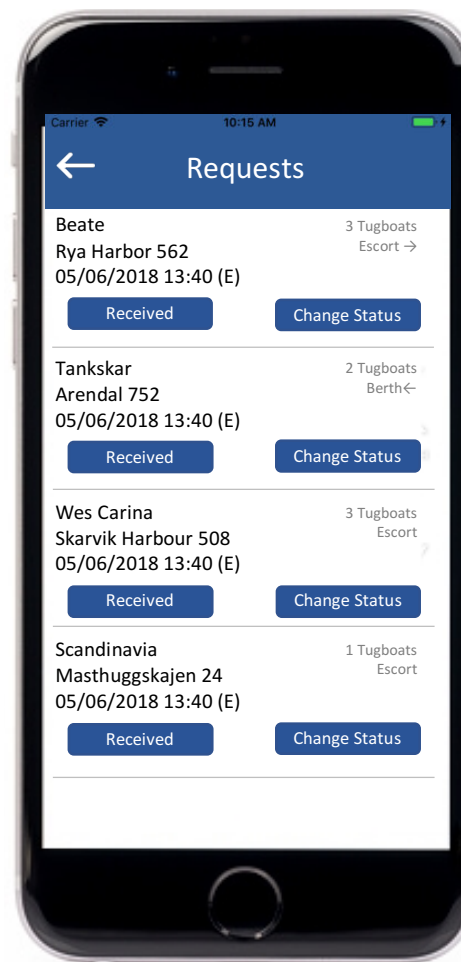 Carrier 10:15 AM
← Requests
Beate 3 Tugboats
Rya Harbor 562 Escort →
05/06/2018 13:40 (E)
Received Change Status
Tankskar 2 Tugboats
Arendal 752 Berth←
05/06/2018 13:40 (E)
Received Change Status
Wes Carina 3 Tugboats
Skarvik Harbour 508 Escort
05/06/2018 13:40 (E)
Received Change Status
Scandinavia 1 Tugboats
Masthuggskajen 24 Escort
05/06/2018 13:40 (E)
Received Change Status